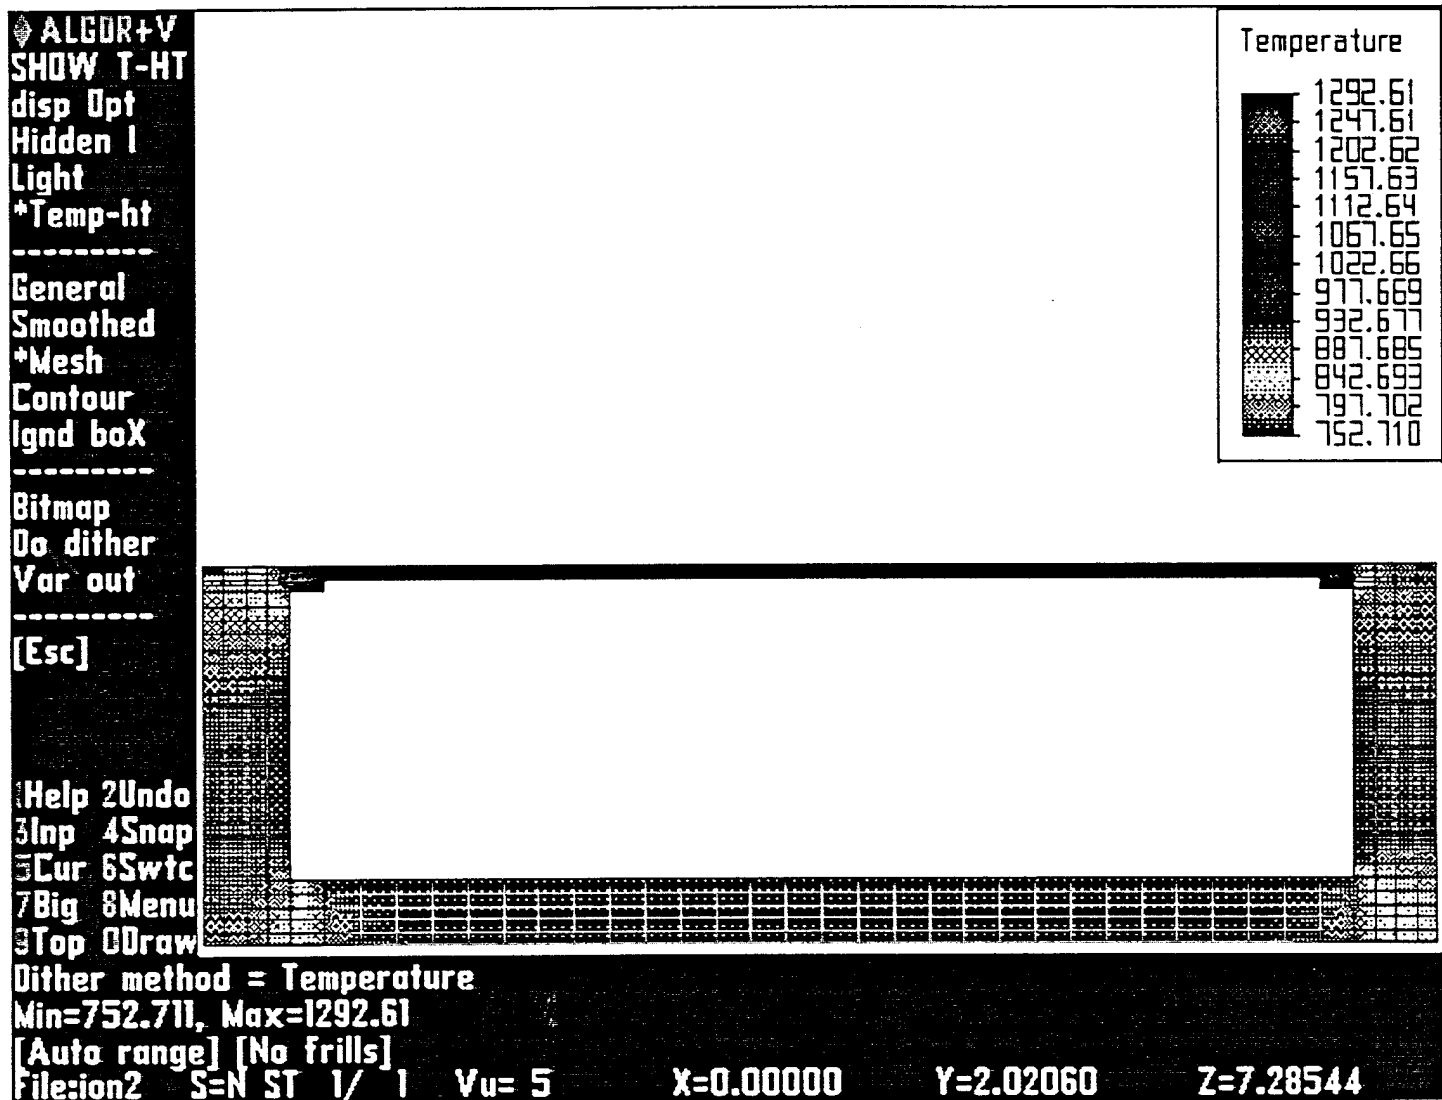 ALGOR+V
SHOW T-HT
disp Opt
Hidden l
Light
*Temp-ht
---------
General
Smoothed
*Mesh
Contour
Ignd boX
---------
Bitmap
Do dither
Var out
---------
[Esc]
1Help 2Undo
3Inp 4Snap
5Cur 6Swtc
7Big 8Menu
9Top 0Draw
Temperature
1292.61
1247.61
1202.62
1157.63
1112.64
1067.65
1022.66
977.669
932.677
887.685
842.693
797.702
752.710
Dither method = Temperature
Min=752.711, Max=1292.61
[Auto range] [No frills]
File:ion2 S=N ST 1/ 1 Vu= 5 X=0.00000 Y=2.02060 Z=7.28544